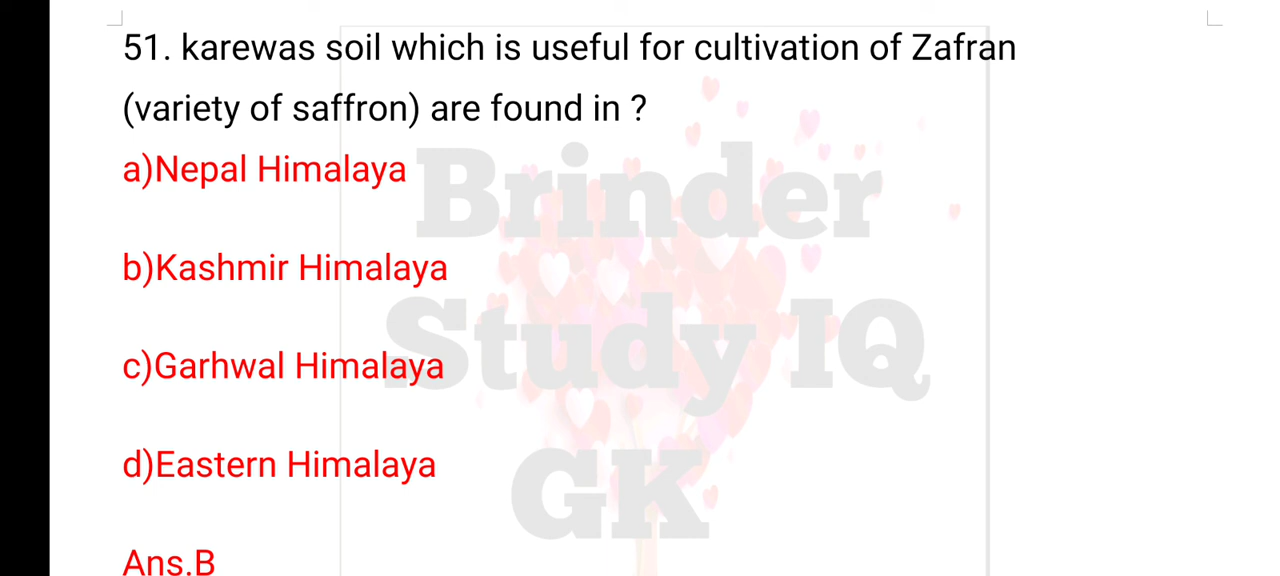 51. karewas soil which is useful for cultivation of Zafran
(variety of saffron) are found in ?
a)Nepal Himalaya
b)Kashmir Himalaya
c)Garhwal Himalaya
d)Eastern Himalaya
Ans.B
Brinder
Study IQ
GK